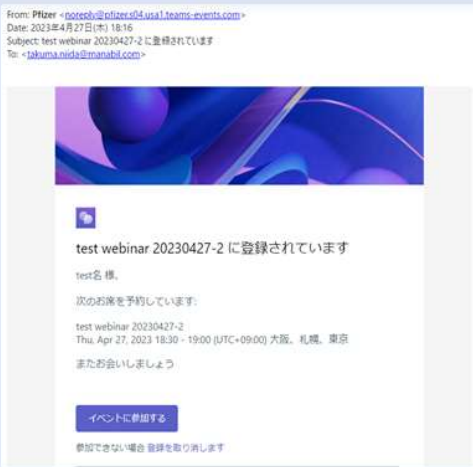 From: Pfizer <noreply@pfizer.s04.usa1.teams-events.com>
Date: 2023年4月27日(木) 18:16
Subject: test webinar 20230427-2 に登録されています
To: <takuma.niida@manabil.com>
test webinar 20230427-2 に登録されています
test名 様、
次のお席を予約しています:
test webinar 20230427-2
Thu, Apr 27, 2023 18:30 - 19:00 (UTC+09:00) 大阪、札幌、東京
またお会いしましょう
イベントに参加する
参加できない場合 登録を取り消します